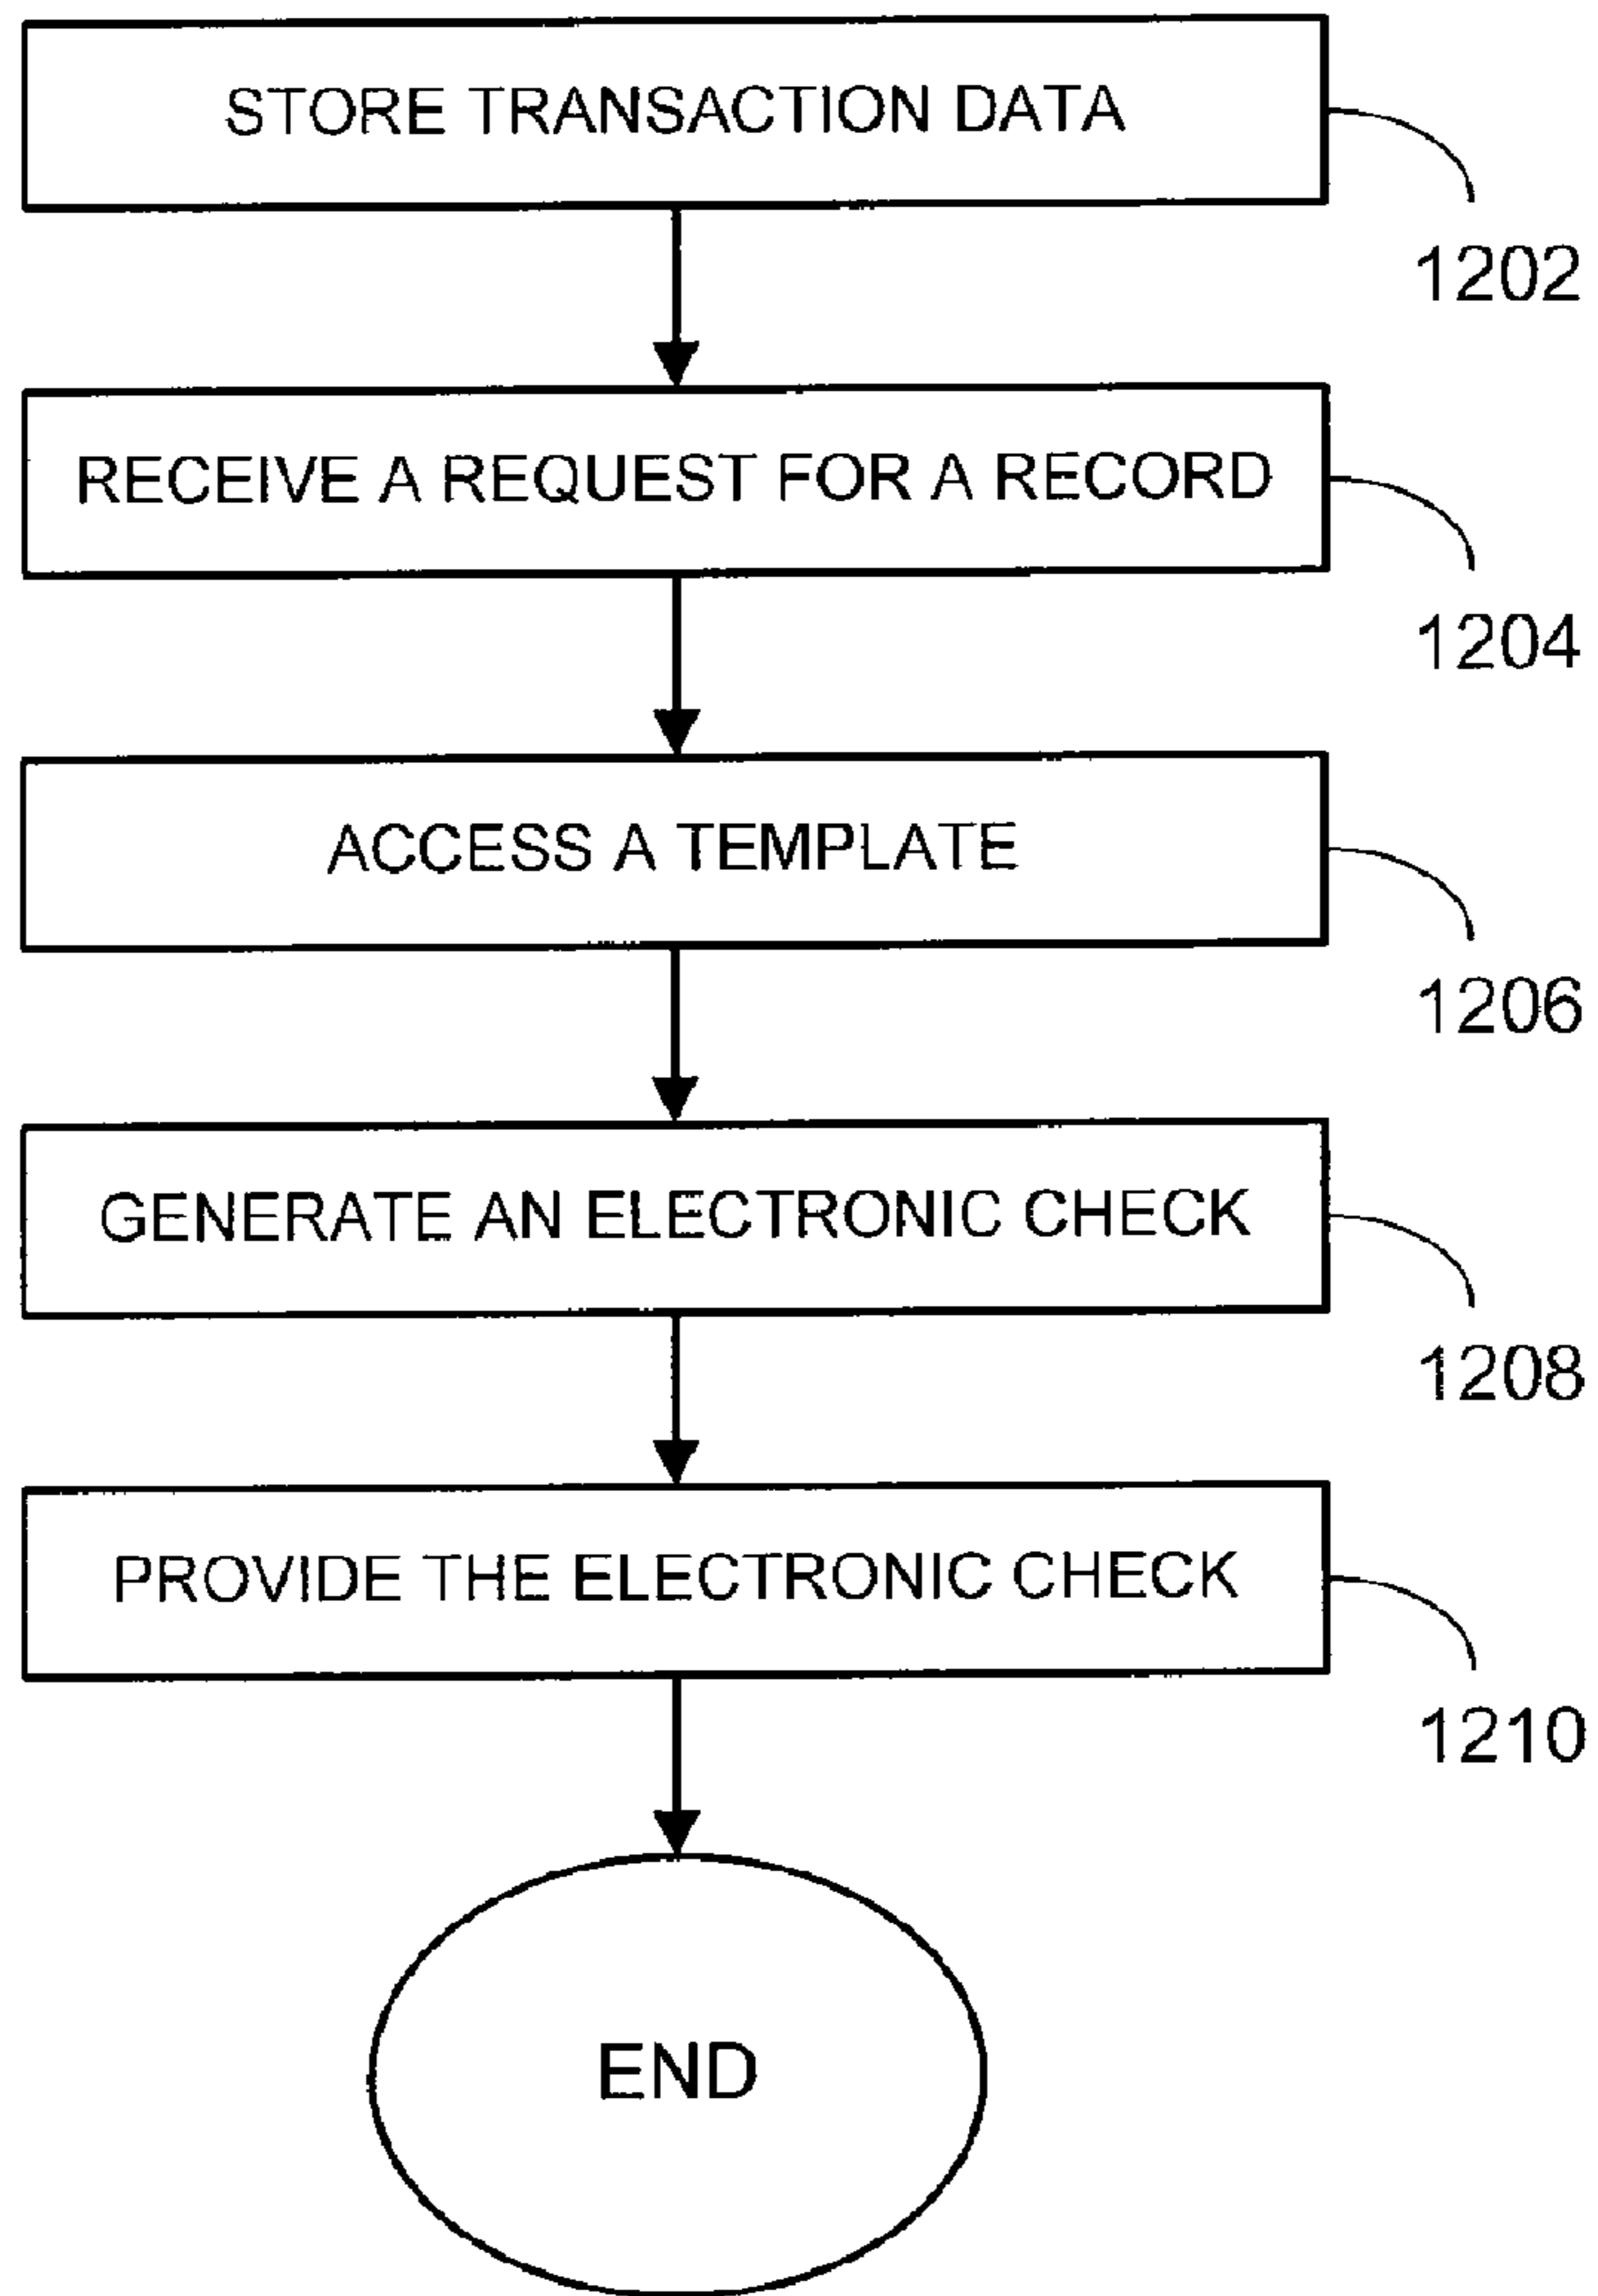 STORE TRANSACTION DATA
1202
RECEIVE A REQUEST FOR A RECORD
1204
ACCESS A TEMPLATE
1206
GENERATE AN ELECTRONIC CHECK
1208
PROVIDE THE ELECTRONIC CHECK
1210
END